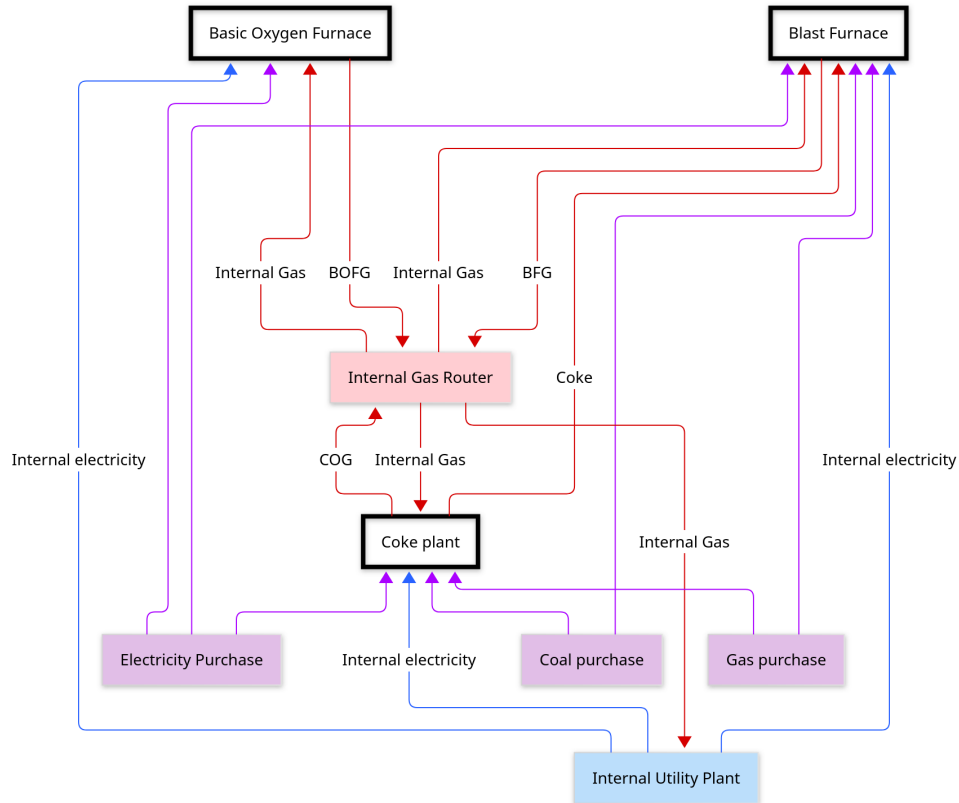 Basic Oxygen Furnace
Blast Furnace
Internal Gas
BOFG
Internal Gas
BFG
Internal Gas Router
Coke
Internal electricity
COG
Internal Gas
Internal electricity
Coke plant
Internal Gas
Electricity Purchase
Internal electricity
Coal purchase
Gas purchase
Internal Utility Plant